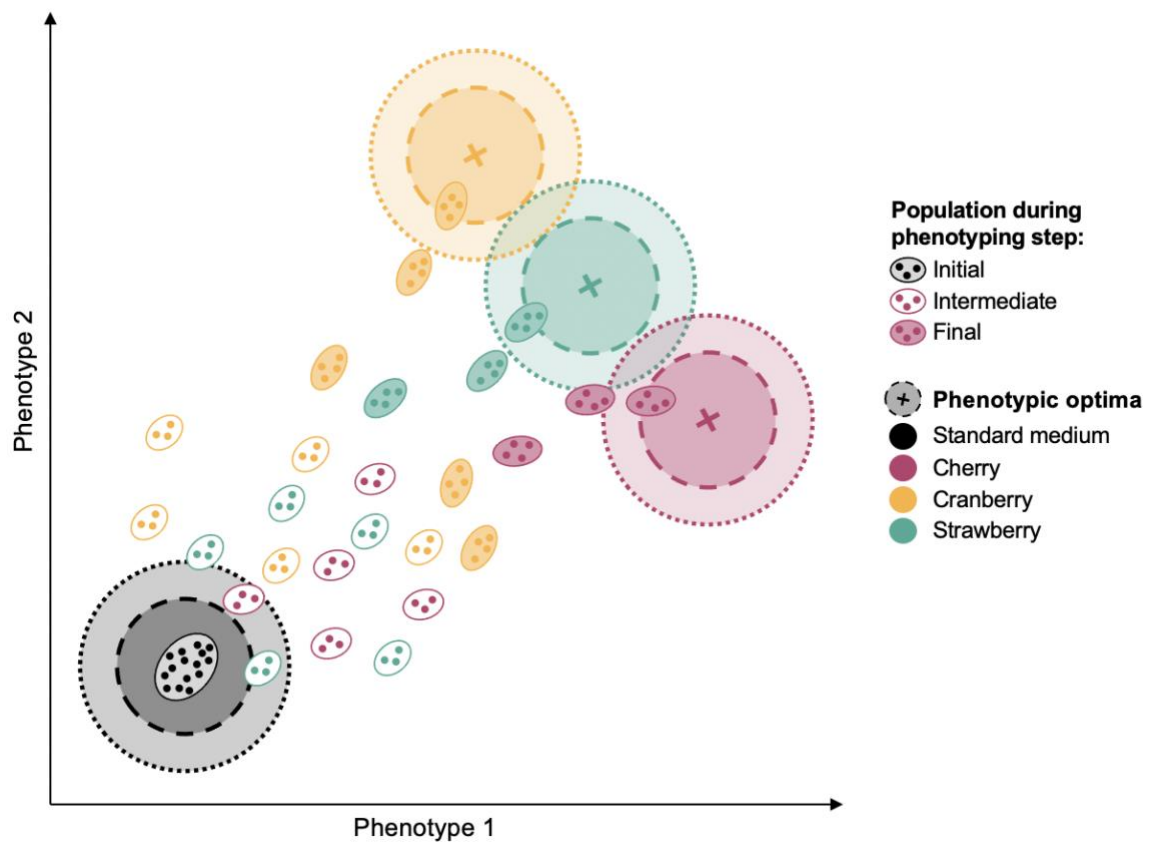 Phenotype 2
Phenotype 1
Population during
phenotyping step:
Initial
Intermediate
Final
Phenotypic optima
Standard medium
Cherry
Cranberry
Strawberry